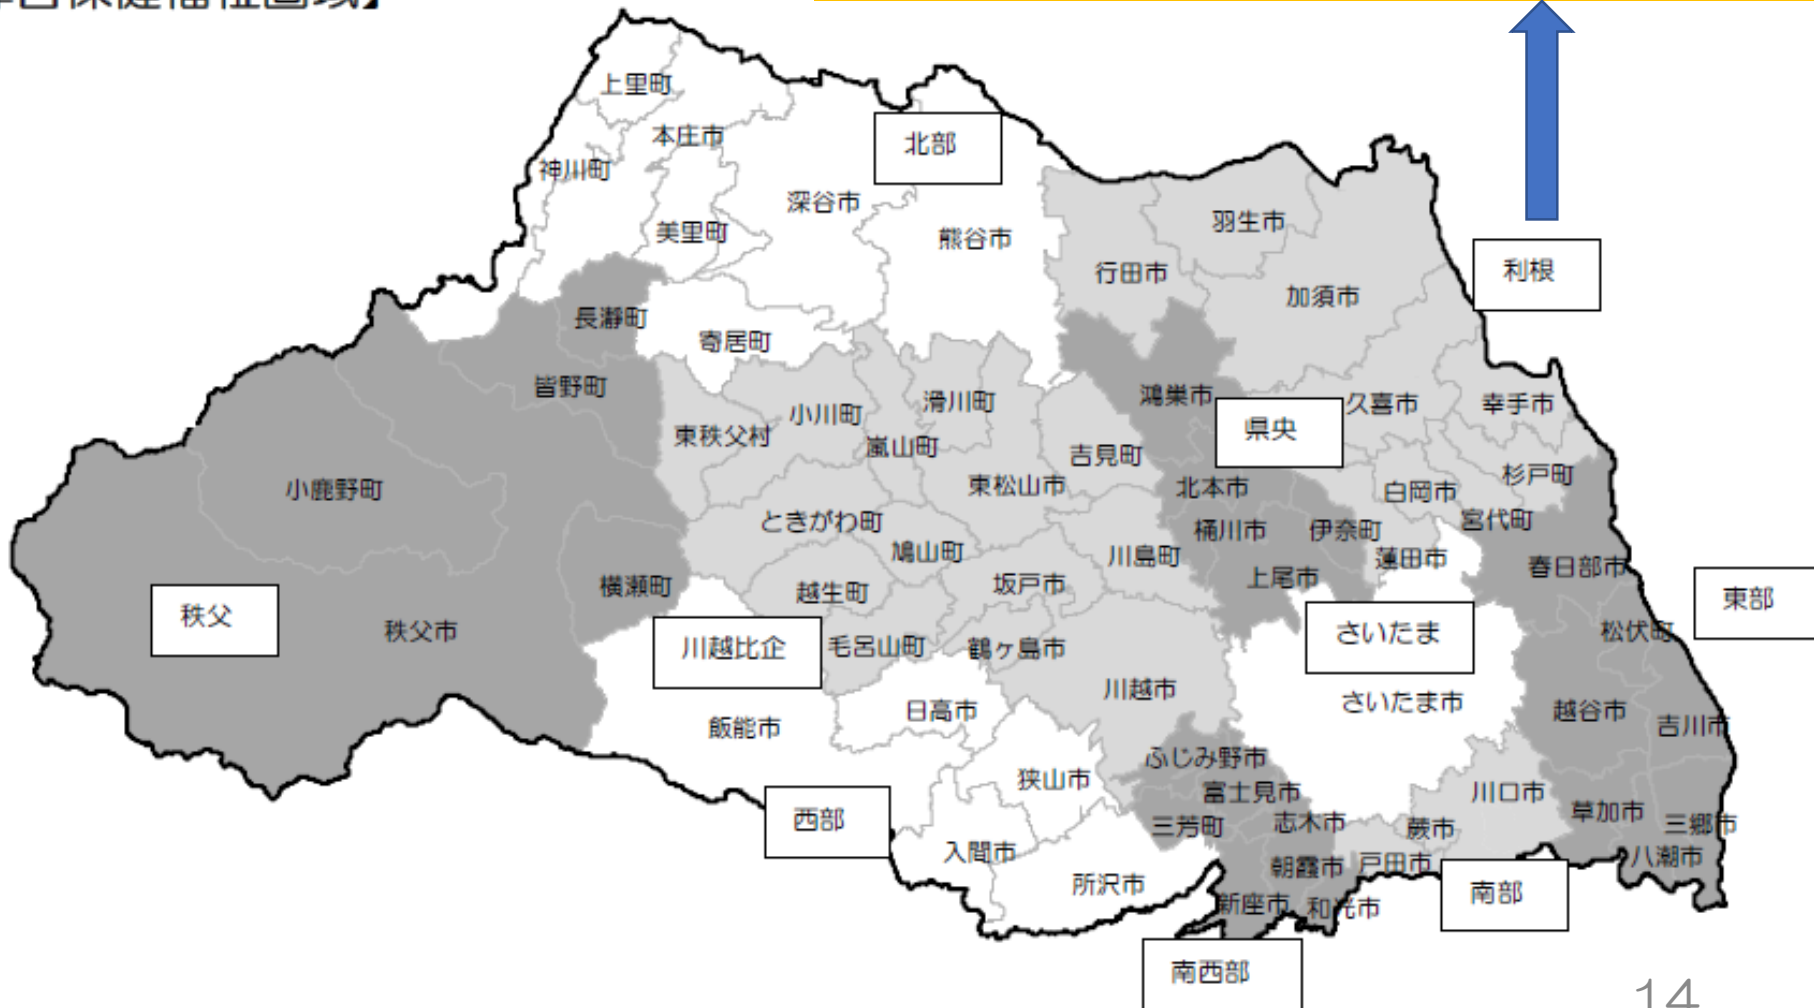 保健福祉圏域】
上里町
本庄市
北部
神川町
深谷市
美里町
熊谷市
羽生市
行田市
利根
加須市
長瀞町
寄居町
皆野町
鴻巣市
久喜市
幸手市
滑川町
小川町
県央
東秩父村
嵐山町
吉見町
杉戸町
東松山市
北本市
白岡市
小鹿野町
ときがわ町
宮代町
桶川市
伊奈町
鳩山町
川島町
蓮田市
春日部市
横瀬町
越生町
坂戸市
上尾市
東部
秩父
秩父市
さいたま
松伏町
川越比企
毛呂山町
鶴ヶ島市
川越市
さいたま市
日高市
越谷市
吉川市
飯能市
ふじみ野市
狭山市
富士見市
川口市
西部
三芳町
志木市
蕨市
草加市
三郷市
入間市
朝霞市
戸田市
八潮市
所沢市
南部
新座市
和光市
南西部
14